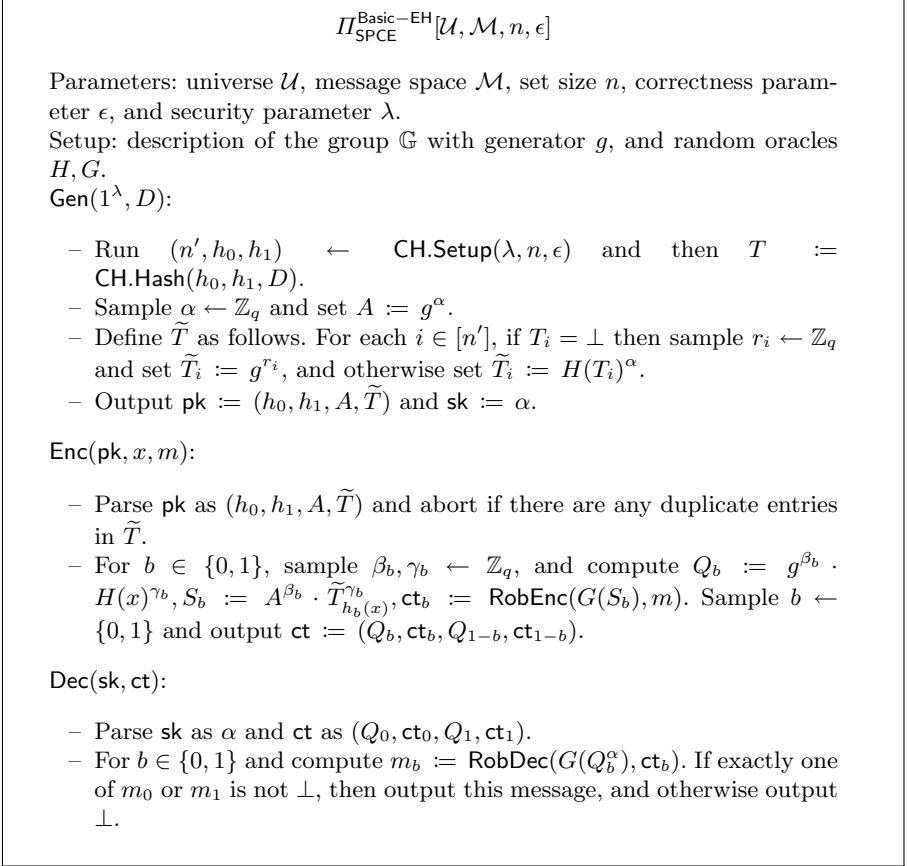 Π^{Basic−EH}_{SPCE}[𝒰, ℳ, n, ϵ]
Parameters: universe 𝒰, message space ℳ, set size n, correctness param-
eter ϵ, and security parameter λ.
Setup: description of the group 𝔾 with generator g, and random oracles
H, G.
Gen(1^λ, D):
– Run (n′, h_0, h_1) ← CH.Setup(λ, n, ϵ) and then T :=
CH.Hash(h_0, h_1, D).
– Sample α ← ℤ_q and set A := g^α.
– Define T̃ as follows. For each i ∈ [n′], if T_i = ⊥ then sample r_i ← ℤ_q
and set T̃_i := g^{r_i}, and otherwise set T̃_i := H(T_i)^α.
– Output pk := (h_0, h_1, A, T̃) and sk := α.
Enc(pk, x, m):
– Parse pk as (h_0, h_1, A, T̃) and abort if there are any duplicate entries
in T̃.
– For b ∈ {0, 1}, sample β_b, γ_b ← ℤ_q, and compute Q_b := g^{β_b} ·
H(x)^{γ_b}, S_b := A^{β_b} · T̃^{γ_b}_{h_b(x)}, ct_b := RobEnc(G(S_b), m). Sample b ←
{0, 1} and output ct := (Q_b, ct_b, Q_{1−b}, ct_{1−b}).
Dec(sk, ct):
– Parse sk as α and ct as (Q_0, ct_0, Q_1, ct_1).
– For b ∈ {0, 1} and compute m_b := RobDec(G(Q_b^α), ct_b). If exactly one
of m_0 or m_1 is not ⊥, then output this message, and otherwise output
⊥.